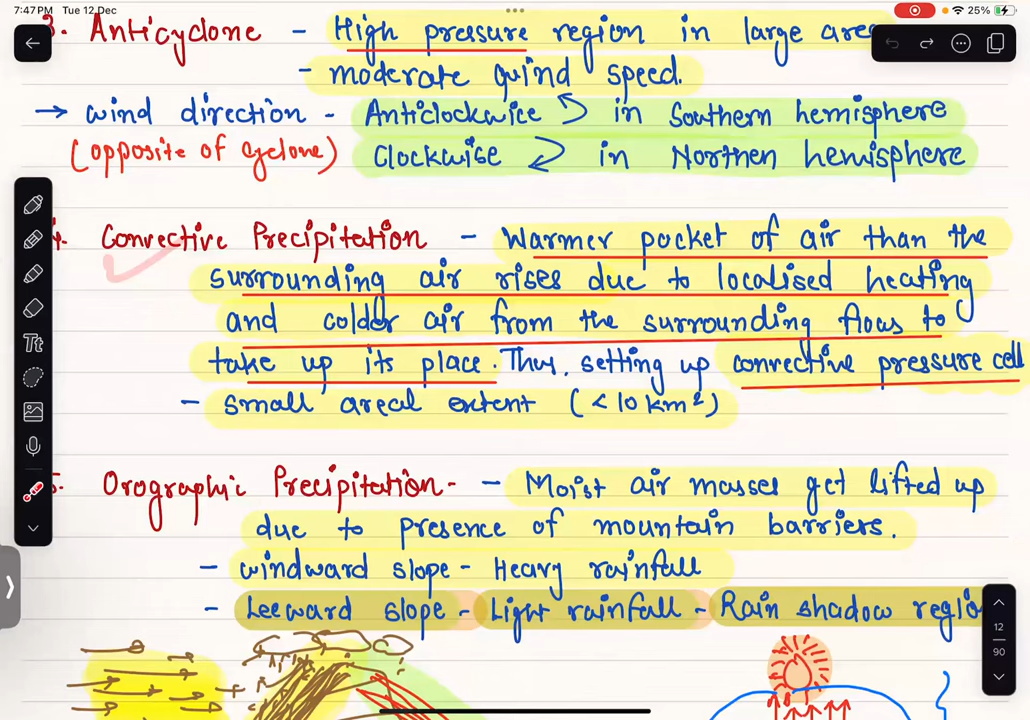 7:47 PM Tue 12 Dec 25%
3. Anticyclone - High pressure region in large area
- moderate wind speed.
→ wind direction - Anticlockwice in Southern hemisphere
(opposite of cyclone) Clockwise in Northen hemisphere
4. Convective Precipitation - Warmer pocket of air than the
surrounding air rises due to localised heating
and colder air from the surrounding flows to
take up its place. Thus, setting up convective pressure cell
- small areal extent (<10 km²)
5. Orographic Precipitation - - Moist air masses get lifted up
due to presence of mountain barriers.
- windward slope - Heavy rainfall
- Leeward slope - Light rainfall - Rain shadow regio
Tt
12
90